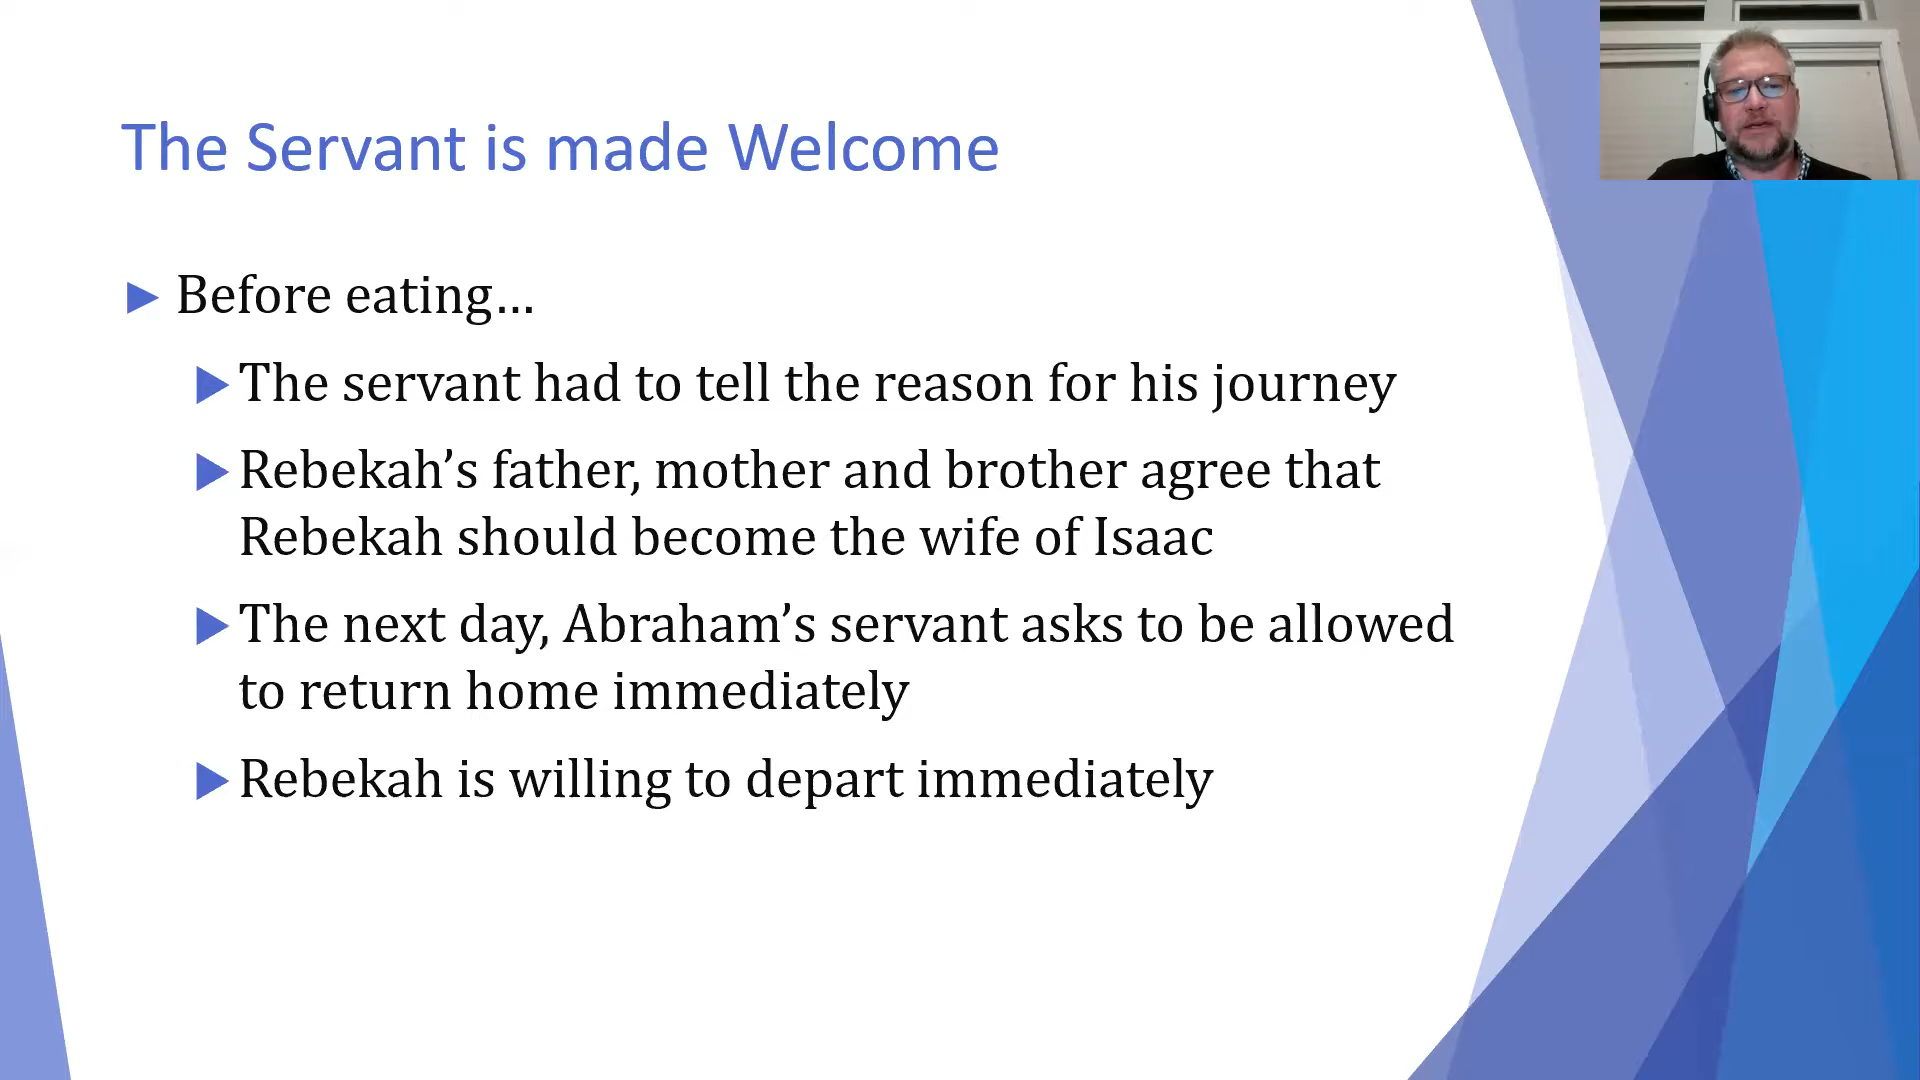 The Servant is made Welcome
Before eating…
The servant had to tell the reason for his journey
Rebekah’s father, mother and brother agree that
Rebekah should become the wife of Isaac
The next day, Abraham’s servant asks to be allowed
to return home immediately
Rebekah is willing to depart immediately